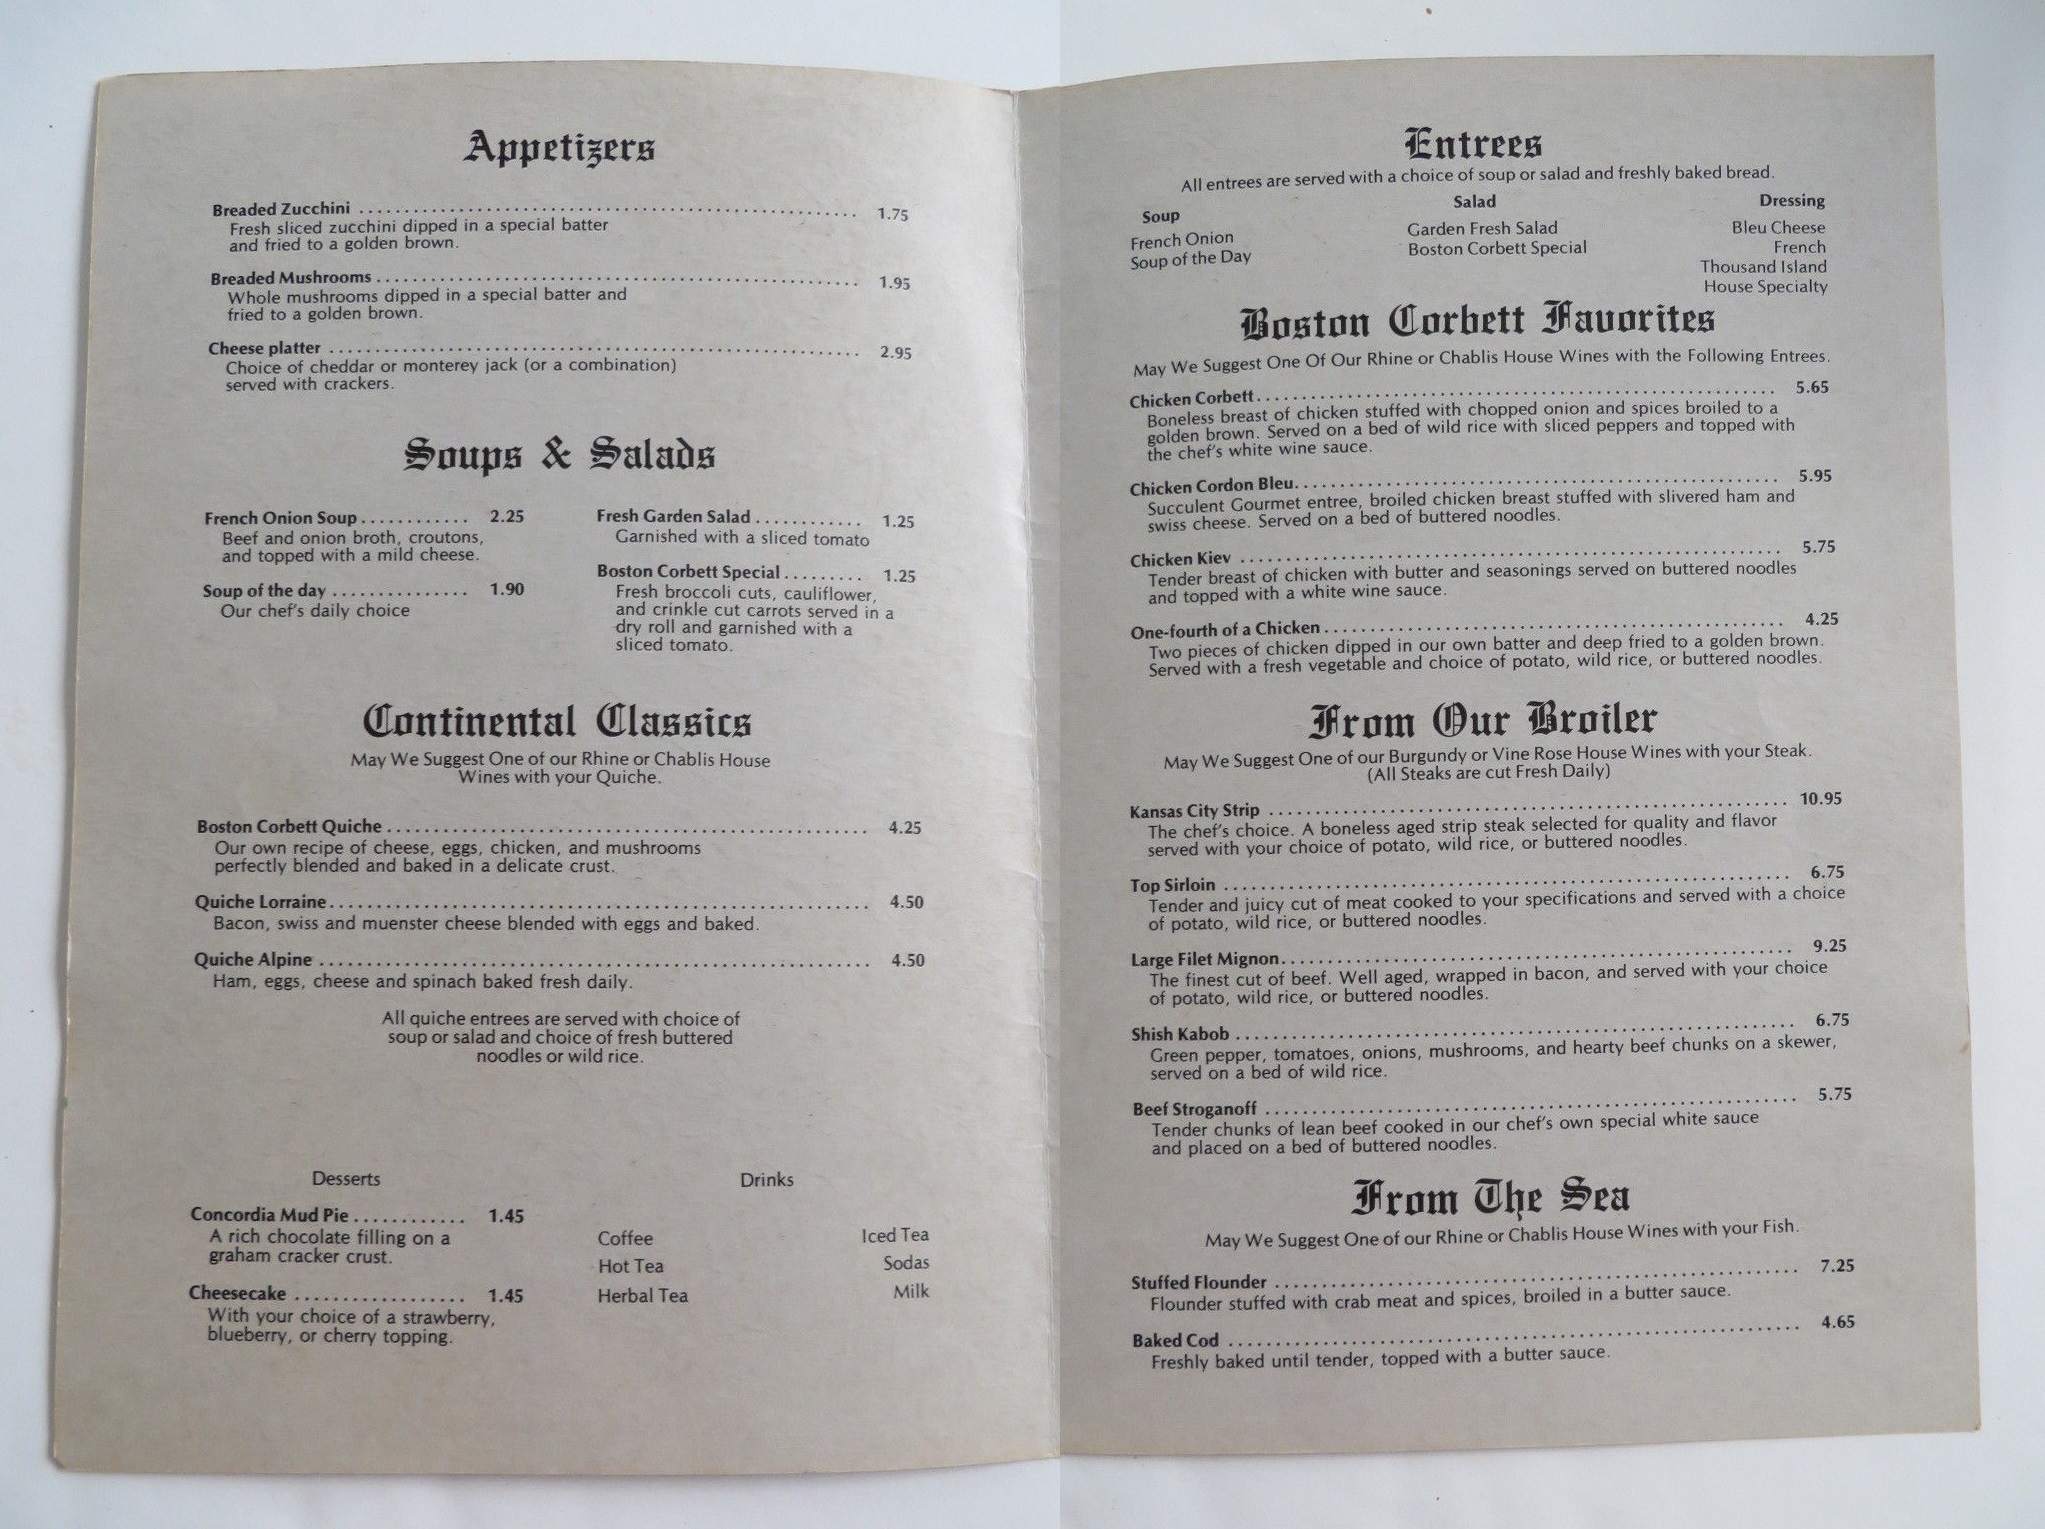 Appetizers
Breaded Zucchini 1.75
Fresh sliced zucchini dipped in a special batter
and fried to a golden brown.
Breaded Mushrooms 1.95
Whole mushrooms dipped in a special batter and
fried to a golden brown.
Cheese platter 2.95
Choice of cheddar or monterey jack (or a combination)
served with crackers.
Soups & Salads
French Onion Soup 2.25
Beef and onion broth, croutons,
and topped with a mild cheese.
Soup of the day 1.90
Our chef's daily choice
Fresh Garden Salad 1.25
Garnished with a sliced tomato
Boston Corbett Special 1.25
Fresh broccoli cuts, cauliflower,
and crinkle cut carrots served in a
dry roll and garnished with a
sliced tomato.
Continental Classics
May We Suggest One of our Rhine or Chablis House
Wines with your Quiche.
Boston Corbett Quiche 4.25
Our own recipe of cheese, eggs, chicken, and mushrooms
perfectly blended and baked in a delicate crust.
Quiche Lorraine 4.50
Bacon, swiss and muenster cheese blended with eggs and baked.
Quiche Alpine 4.50
Ham, eggs, cheese and spinach baked fresh daily.
All quiche entrees are served with choice of
soup or salad and choice of fresh buttered
noodles or wild rice.
Desserts
Concordia Mud Pie 1.45
A rich chocolate filling on a
graham cracker crust.
Cheesecake 1.45
With your choice of a strawberry,
blueberry, or cherry topping.
Drinks
Coffee
Hot Tea
Herbal Tea
Iced Tea
Sodas
Milk
Entrees
All entrees are served with a choice of soup or salad and freshly baked bread.
Soup
French Onion
Soup of the Day
Salad
Garden Fresh Salad
Boston Corbett Special
Dressing
Bleu Cheese
French
Thousand Island
House Specialty
Boston Corbett Favorites
May We Suggest One Of Our Rhine or Chablis House Wines with the Following Entrees.
Chicken Corbett 5.65
Boneless breast of chicken stuffed with chopped onion and spices broiled to a
golden brown. Served on a bed of wild rice with sliced peppers and topped with
the chef's white wine sauce.
Chicken Cordon Bleu 5.95
Succulent Gourmet entree, broiled chicken breast stuffed with slivered ham and
swiss cheese. Served on a bed of buttered noodles.
Chicken Kiev 5.75
Tender breast of chicken with butter and seasonings served on buttered noodles
and topped with a white wine sauce.
One-fourth of a Chicken 4.25
Two pieces of chicken dipped in our own batter and deep fried to a golden brown.
Served with a fresh vegetable and choice of potato, wild rice, or buttered noodles.
From Our Broiler
May We Suggest One of our Burgundy or Vine Rose House Wines with your Steak.
(All Steaks are cut Fresh Daily)
Kansas City Strip 10.95
The chef's choice. A boneless aged strip steak selected for quality and flavor
served with your choice of potato, wild rice, or buttered noodles.
Top Sirloin 6.75
Tender and juicy cut of meat cooked to your specifications and served with a choice
of potato, wild rice, or buttered noodles.
Large Filet Mignon 9.25
The finest cut of beef. Well aged, wrapped in bacon, and served with your choice
of potato, wild rice, or buttered noodles.
Shish Kabob 6.75
Green pepper, tomatoes, onions, mushrooms, and hearty beef chunks on a skewer,
served on a bed of wild rice.
Beef Stroganoff 5.75
Tender chunks of lean beef cooked in our chef's own special white sauce
and placed on a bed of buttered noodles.
From The Sea
May We Suggest One of our Rhine or Chablis House Wines with your Fish.
Stuffed Flounder 7.25
Flounder stuffed with crab meat and spices, broiled in a butter sauce.
Baked Cod 4.65
Freshly baked until tender, topped with a butter sauce.